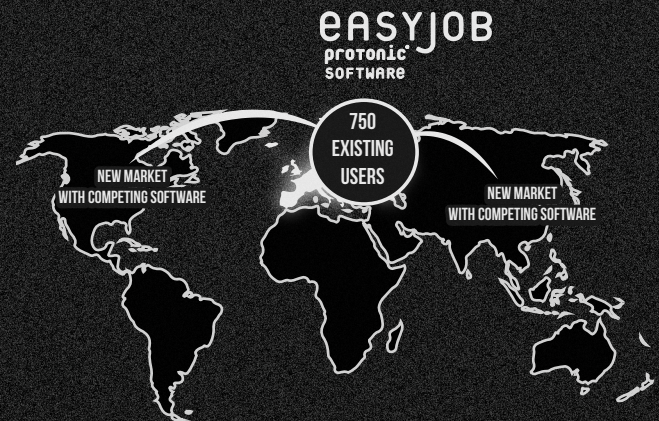 easyjob
protonic
software
750
EXISTING
USERS
NEW MARKET
WITH COMPETING SOFTWARE
NEW MARKET
WITH COMPETING SOFTWARE